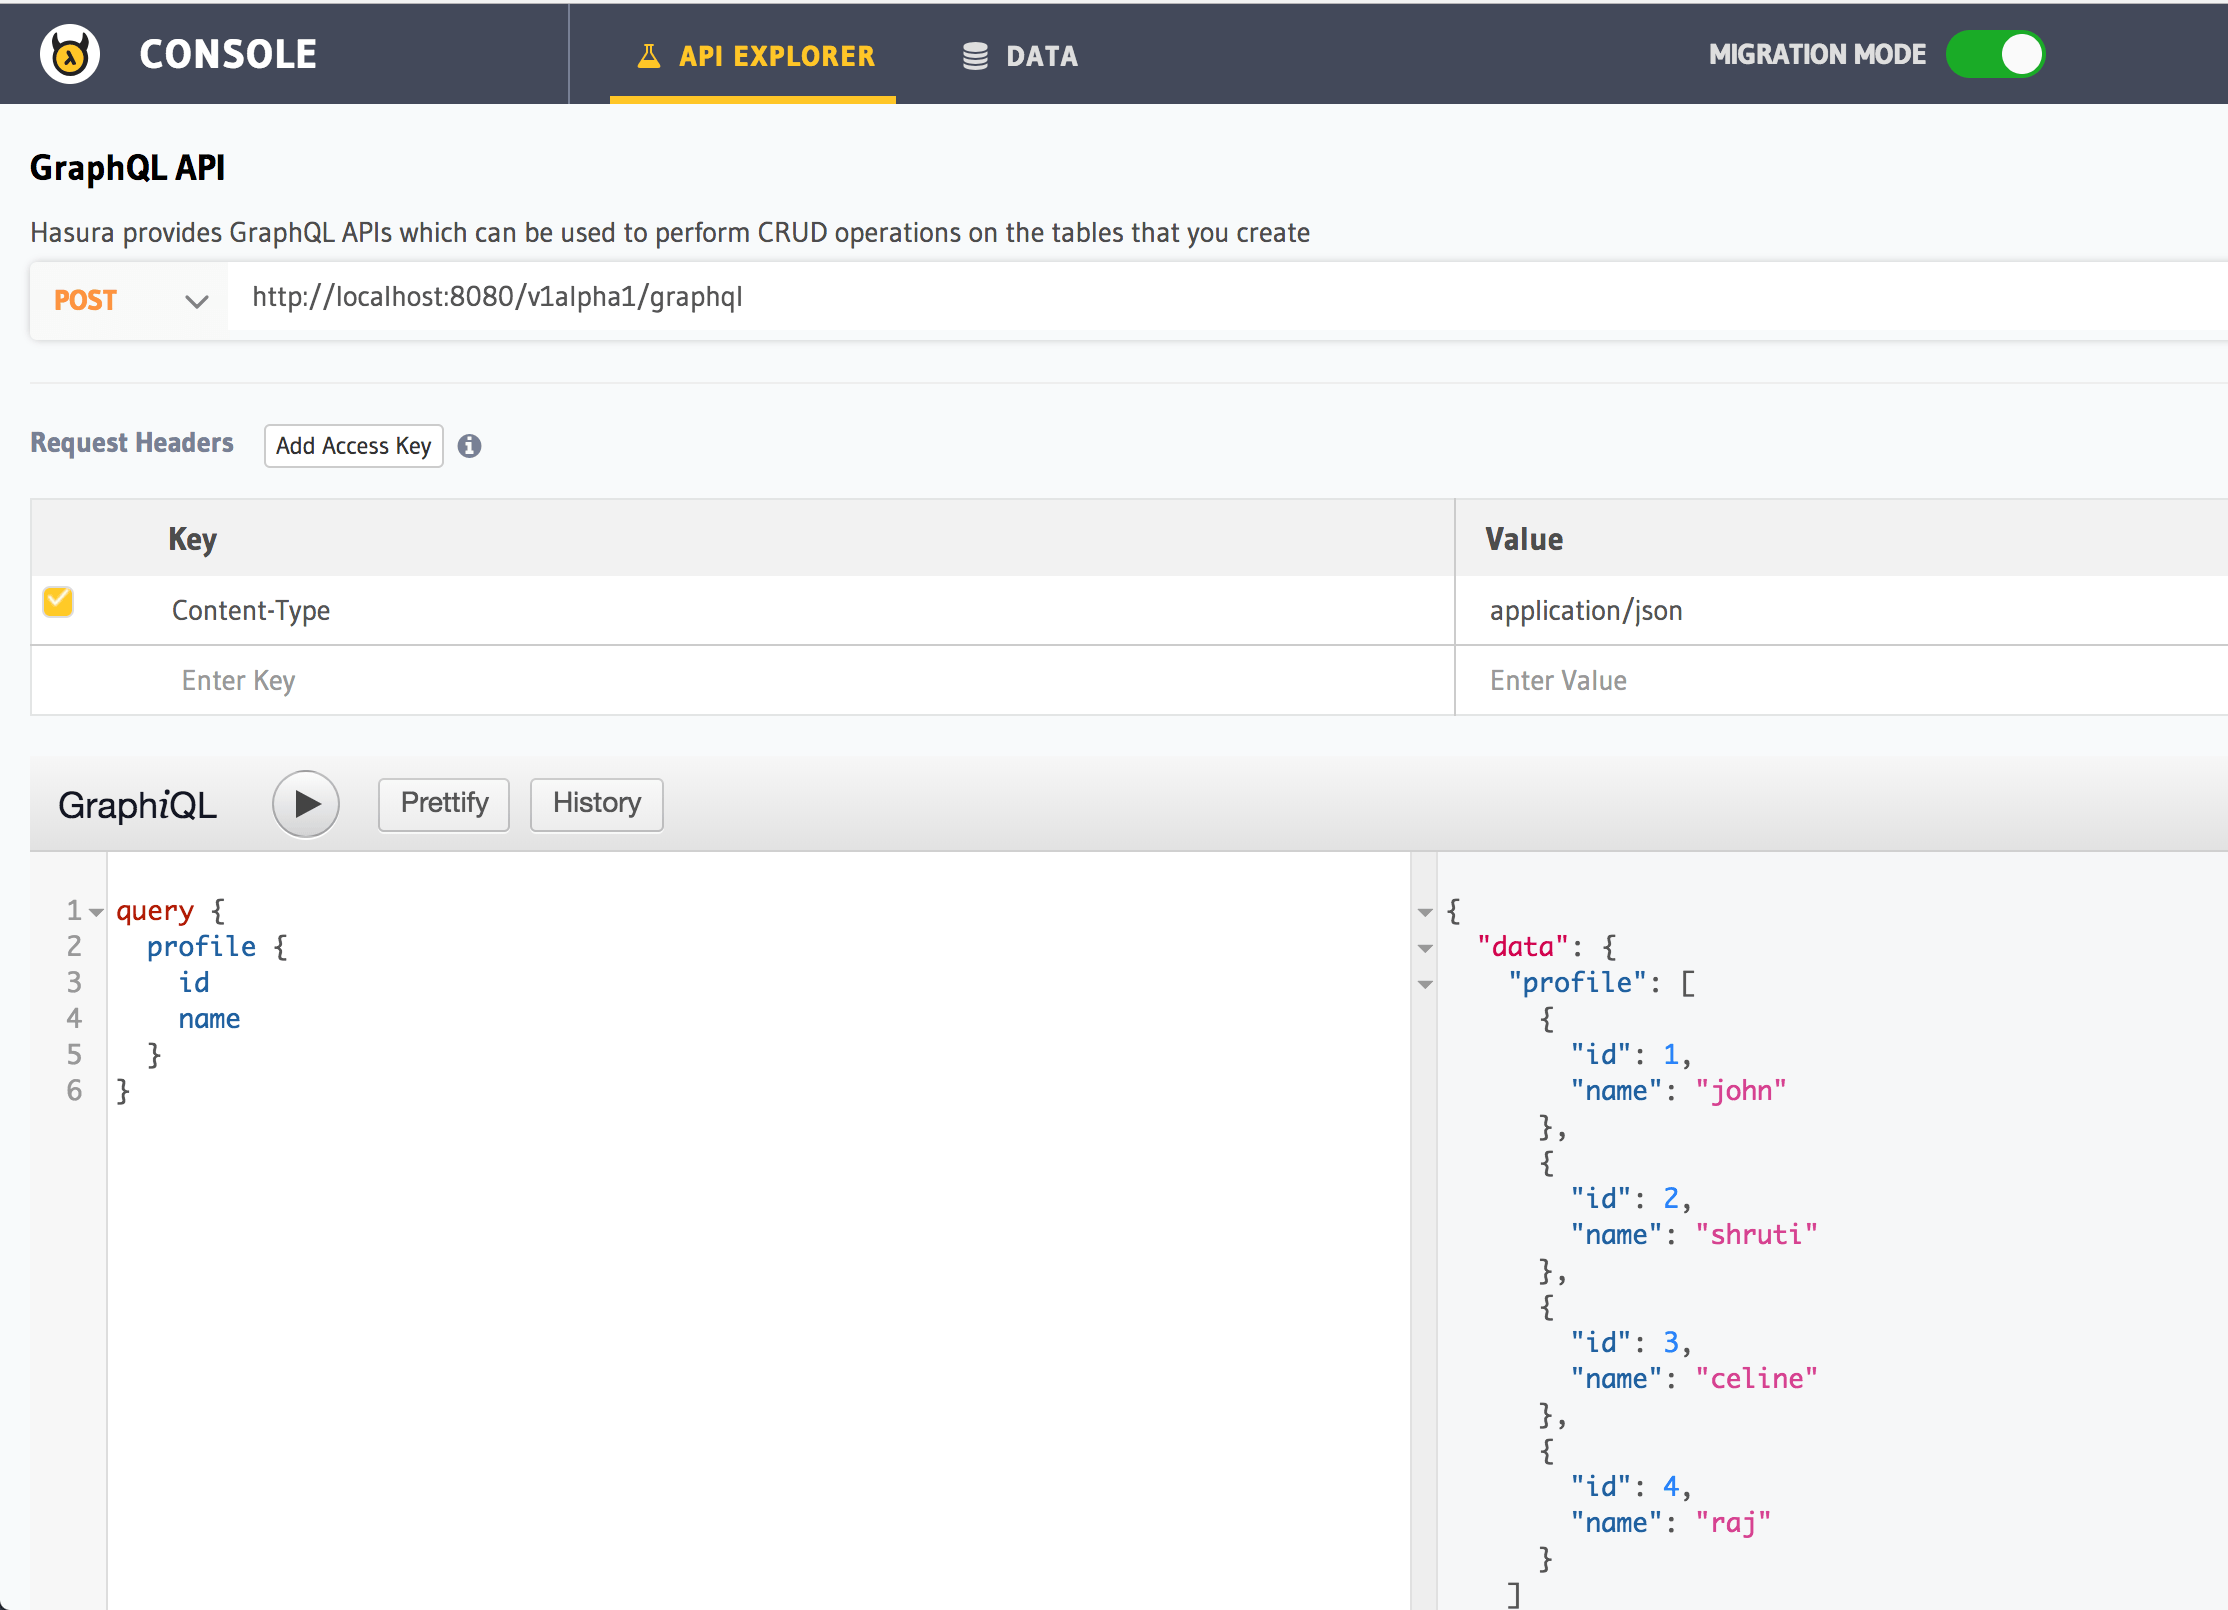 CONSOLE
API EXPLORER
DATA
MIGRATION MODE
GraphQL API
Hasura provides GraphQL APIs which can be used to perform CRUD operations on the tables that you create
POST http://localhost:8080/v1alpha1/graphql
Request Headers Add Access Key
Key Value
Content-Type application/json
Enter Key Enter Value
GraphiQL Prettify History
1 query {
2 profile {
3 id
4 name
5 }
6 }
{
"data": {
"profile": [
{
"id": 1,
"name": "john"
},
{
"id": 2,
"name": "shruti"
},
{
"id": 3,
"name": "celine"
},
{
"id": 4,
"name": "raj"
}
]